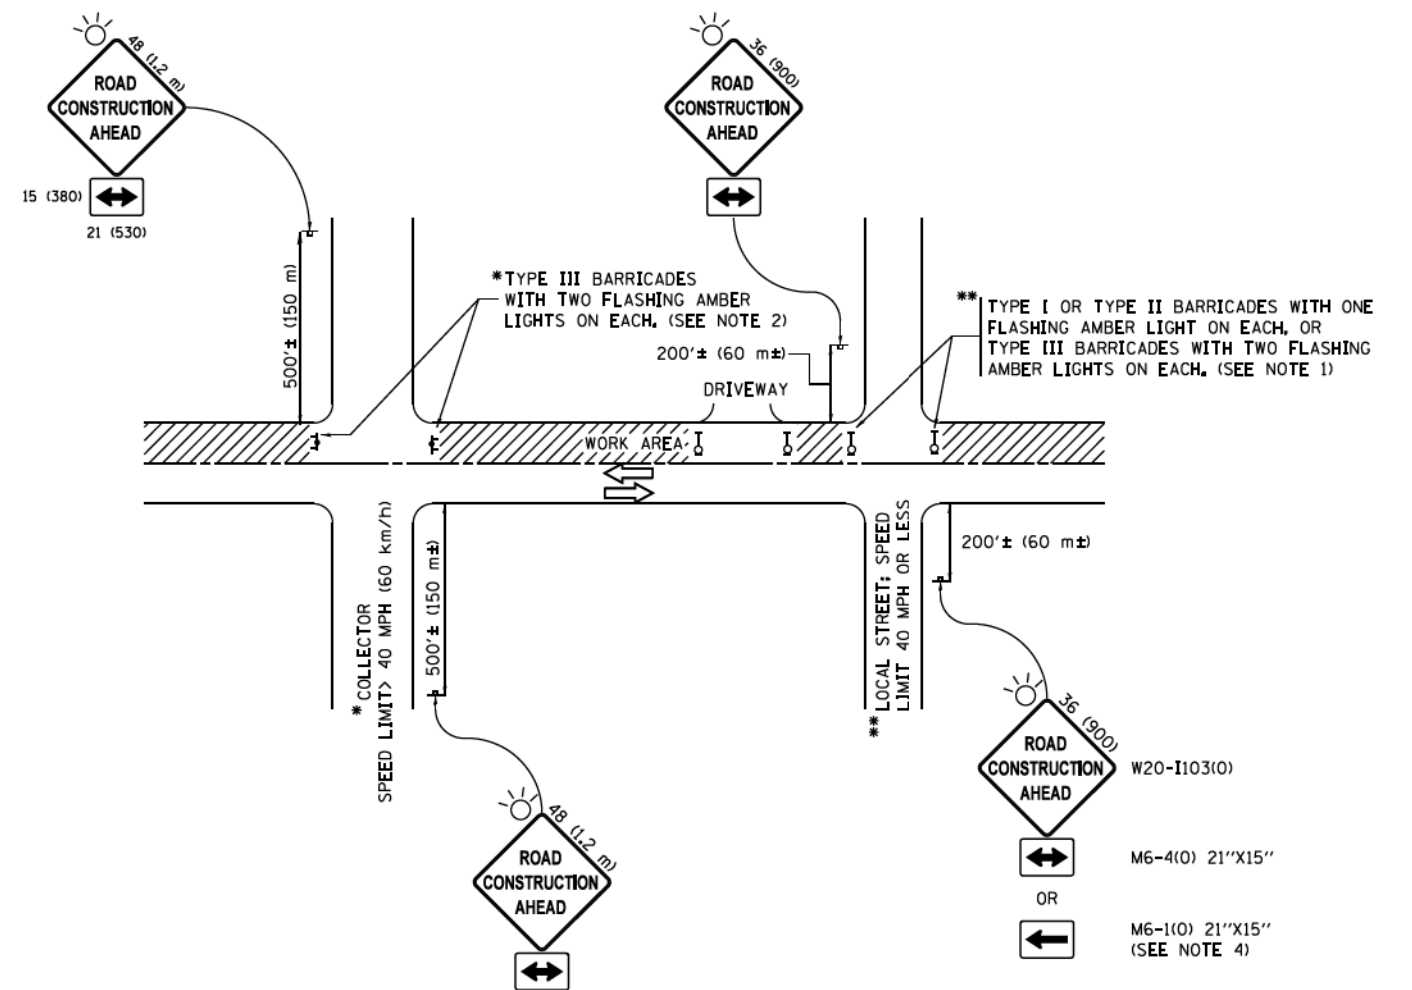 48 (1.2 m)
ROAD
CONSTRUCTION
AHEAD
15 (380)
21 (530)
36 (900)
ROAD
CONSTRUCTION
AHEAD
500'± (150 m)
*TYPE III BARRICADES
WITH TWO FLASHING AMBER
LIGHTS ON EACH. (SEE NOTE 2)
200'± (60 m±)
DRIVEWAY
** TYPE I OR TYPE II BARRICADES WITH ONE
FLASHING AMBER LIGHT ON EACH, OR
TYPE III BARRICADES WITH TWO FLASHING
AMBER LIGHTS ON EACH. (SEE NOTE 1)
WORK AREA
*COLLECTOR
SPEED LIMIT> 40 MPH (60 km/h)
500'± (150 m±)
**LOCAL STREET; SPEED
LIMIT 40 MPH OR LESS
200'± (60 m±)
36 (900)
ROAD
CONSTRUCTION
AHEAD
W20-I103(O)
M6-4(O) 21''X15''
OR
M6-1(O) 21''X15''
(SEE NOTE 4)
48 (1.2 m)
ROAD
CONSTRUCTION
AHEAD